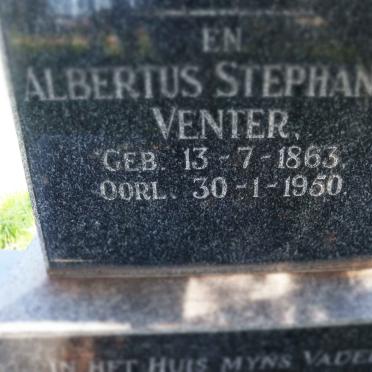 EN
ALBERTUS STEPHAN
VENTER,
GEB. 13-7-1863,
OORL. 30-1-1950.
IN HET HUIS MYNS VADE